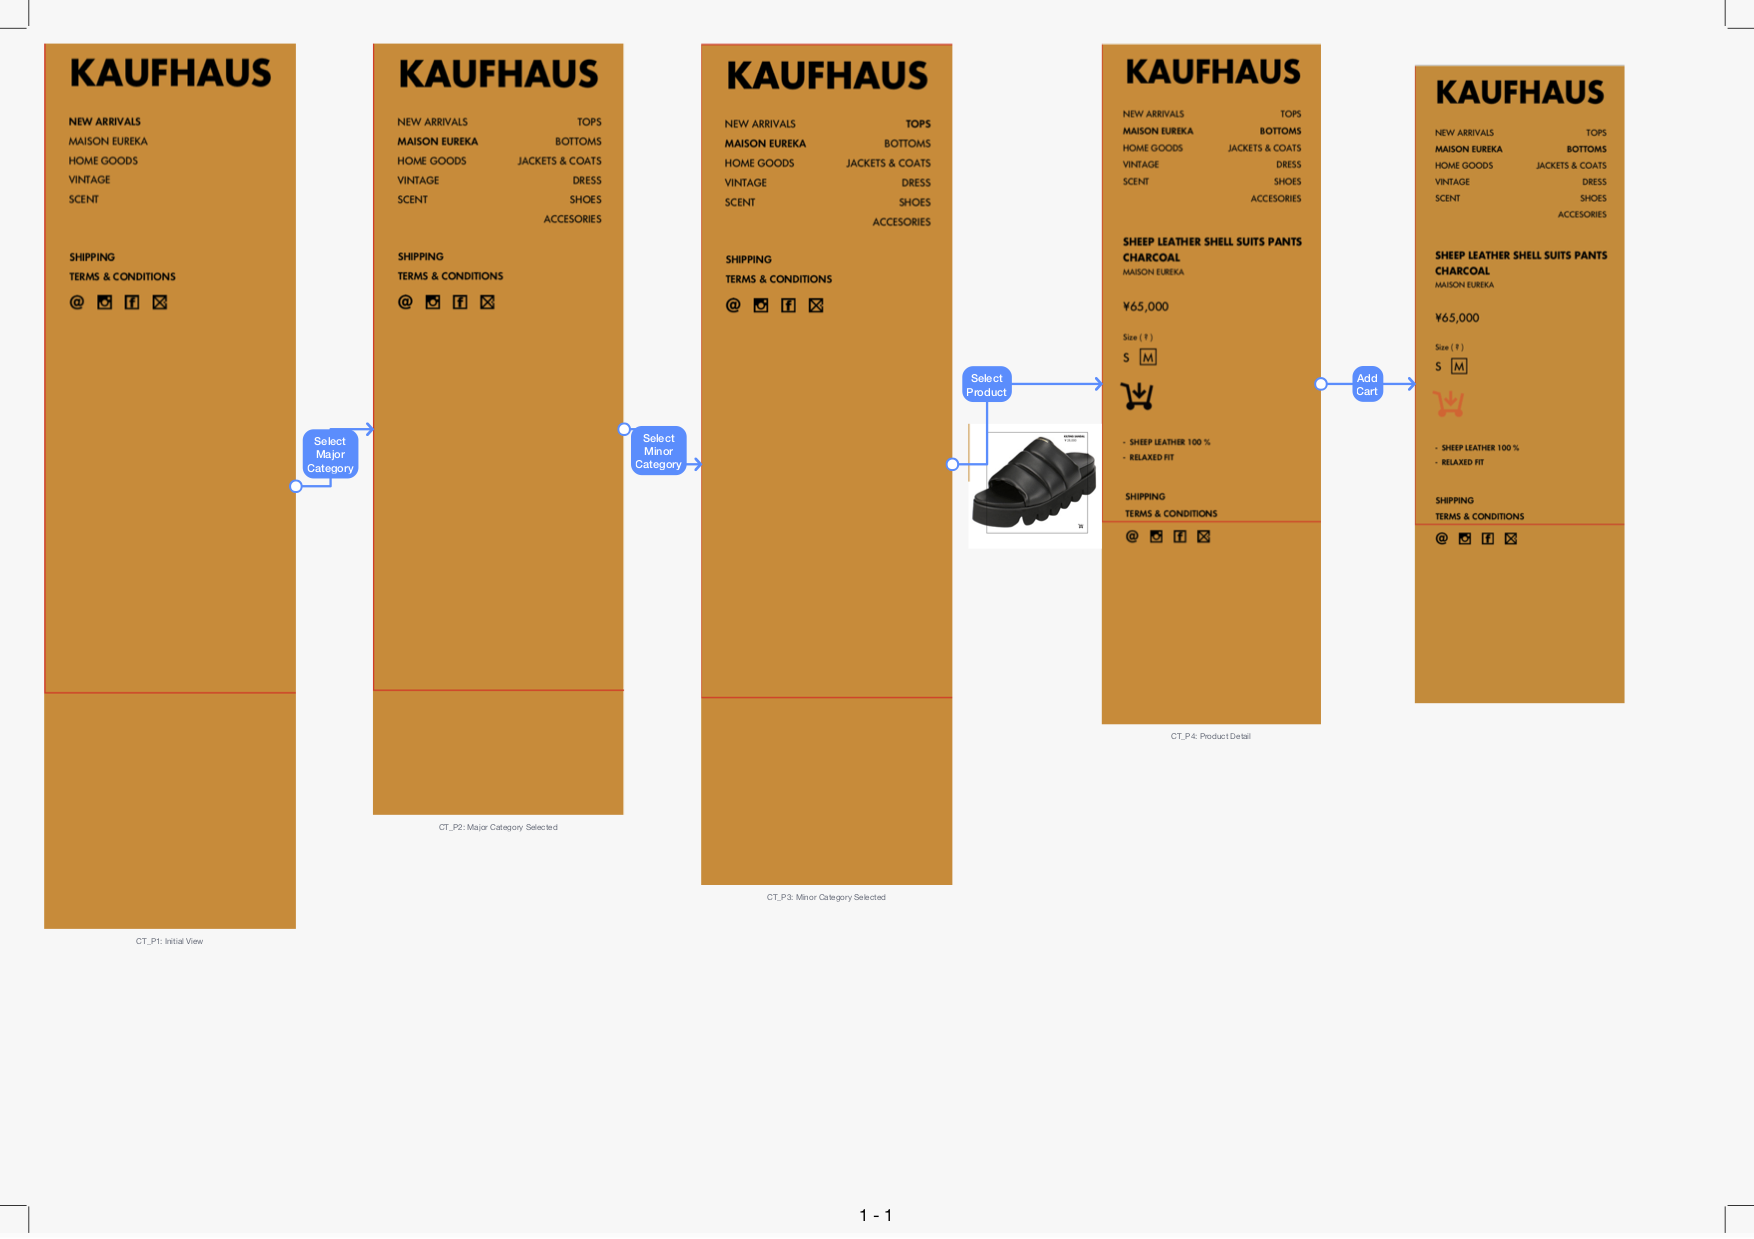 KAUFHAUS
NEW ARRIVALS
MAISON EUREKA
HOME GOODS
VINTAGE
SCENT
SHIPPING
TERMS & CONDITIONS
@
CT_P1: Initial View
Select
Major
Category
KAUFHAUS
NEW ARRIVALS TOPS
MAISON EUREKA BOTTOMS
HOME GOODS JACKETS & COATS
VINTAGE DRESS
SCENT SHOES
ACCESORIES
SHIPPING
TERMS & CONDITIONS
@
CT_P2: Major Category Selected
Select
Minor
Category
KAUFHAUS
NEW ARRIVALS TOPS
MAISON EUREKA BOTTOMS
HOME GOODS JACKETS & COATS
VINTAGE DRESS
SCENT SHOES
ACCESORIES
SHIPPING
TERMS & CONDITIONS
@
CT_P3: Minor Category Selected
Select
Product
KAUFHAUS
NEW ARRIVALS TOPS
MAISON EUREKA BOTTOMS
HOME GOODS JACKETS & COATS
VINTAGE DRESS
SCENT SHOES
ACCESORIES
SHEEP LEATHER SHELL SUITS PANTS
CHARCOAL
MAISON EUREKA
¥65,000
Size ( ? )
S M
- SHEEP LEATHER 100 %
- RELAXED FIT
SHIPPING
TERMS & CONDITIONS
@
CT_P4: Product Detail
Add
Cart
KAUFHAUS
NEW ARRIVALS TOPS
MAISON EUREKA BOTTOMS
HOME GOODS JACKETS & COATS
VINTAGE DRESS
SCENT SHOES
ACCESORIES
SHEEP LEATHER SHELL SUITS PANTS
CHARCOAL
MAISON EUREKA
¥65,000
Size ( ? )
S M
- SHEEP LEATHER 100 %
- RELAXED FIT
SHIPPING
TERMS & CONDITIONS
@
1 - 1